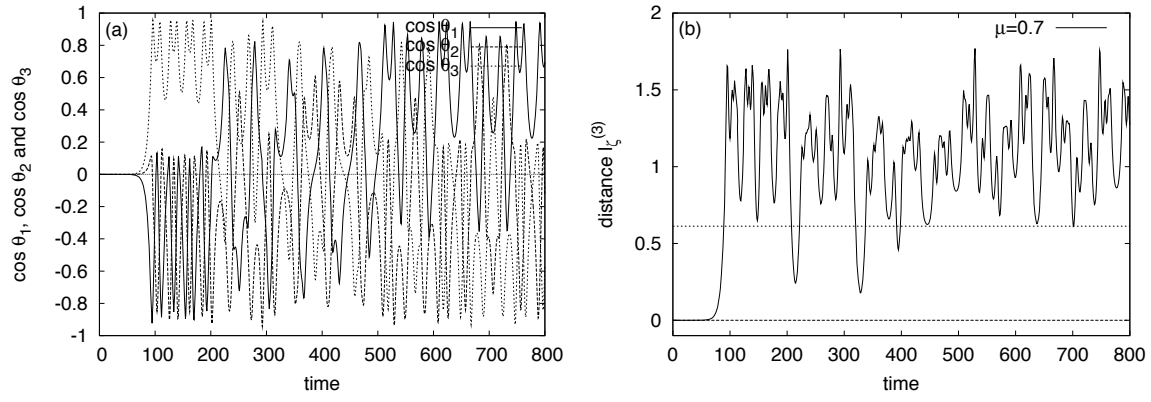 (a)
cos θ1
cos θ2
cos θ3
1
0.8
0.6
0.4
0.2
0
-0.2
-0.4
-0.6
-0.8
-1
cos θ1, cos θ2 and cos θ3
0 100 200 300 400 500 600 700 800
time
(b)
μ=0.7
2
1.5
1
0.5
0
distance lζ(3)
0 100 200 300 400 500 600 700 800
time